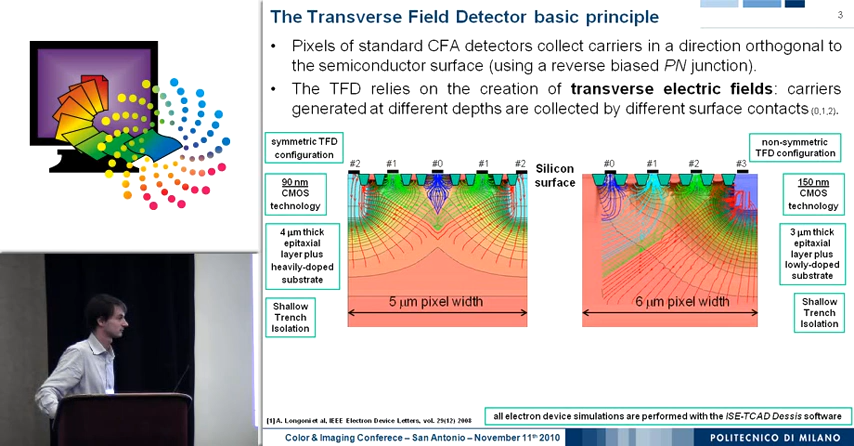 The Transverse Field Detector basic principle
3
• Pixels of standard CFA detectors collect carriers in a direction orthogonal to
the semiconductor surface (using a reverse biased PN junction).
• The TFD relies on the creation of transverse electric fields: carriers
generated at different depths are collected by different surface contacts (0,1,2).
symmetric TFD
configuration
90 nm
CMOS
technology
4 µm thick
epitaxial
layer plus
heavily-doped
substrate
Shallow
Trench
Isolation
#2 #1 #0 #1 #2
5 µm pixel width
Silicon
surface
#0 #1 #2 #3
6 µm pixel width
non-symmetric
TFD configuration
150 nm
CMOS
technology
3 µm thick
epitaxial
layer plus
lowly-doped
substrate
Shallow
Trench
Isolation
[1] A. Longoni et al, IEEE Electron Device Letters, vol. 29(12) 2008
all electron device simulations are performed with the ISE-TCAD Dessis software
Color & Imaging Conferece – San Antonio – November 11th 2010
POLITECNICO DI MILANO